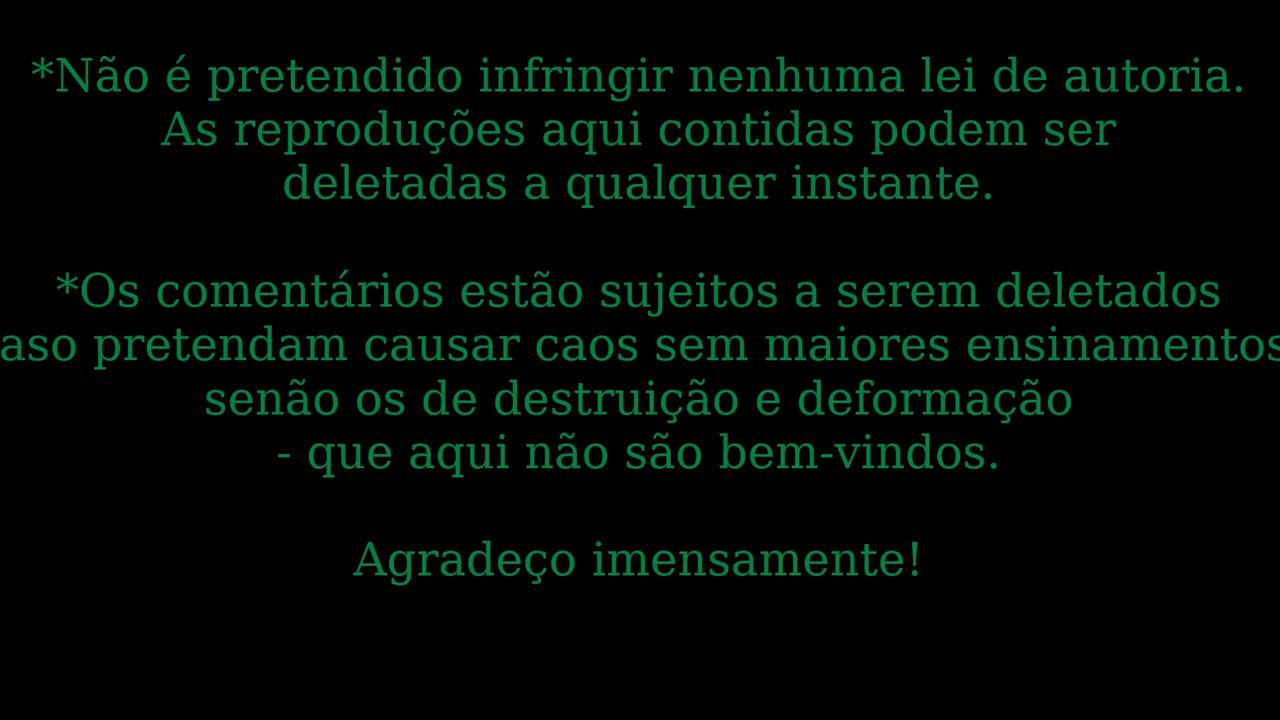 *Não é pretendido infringir nenhuma lei de autoria.
As reproduções aqui contidas podem ser
deletadas a qualquer instante.
*Os comentários estão sujeitos a serem deletados
aso pretendam causar caos sem maiores ensinamentos
senão os de destruição e deformação
- que aqui não são bem-vindos.
Agradeço imensamente!